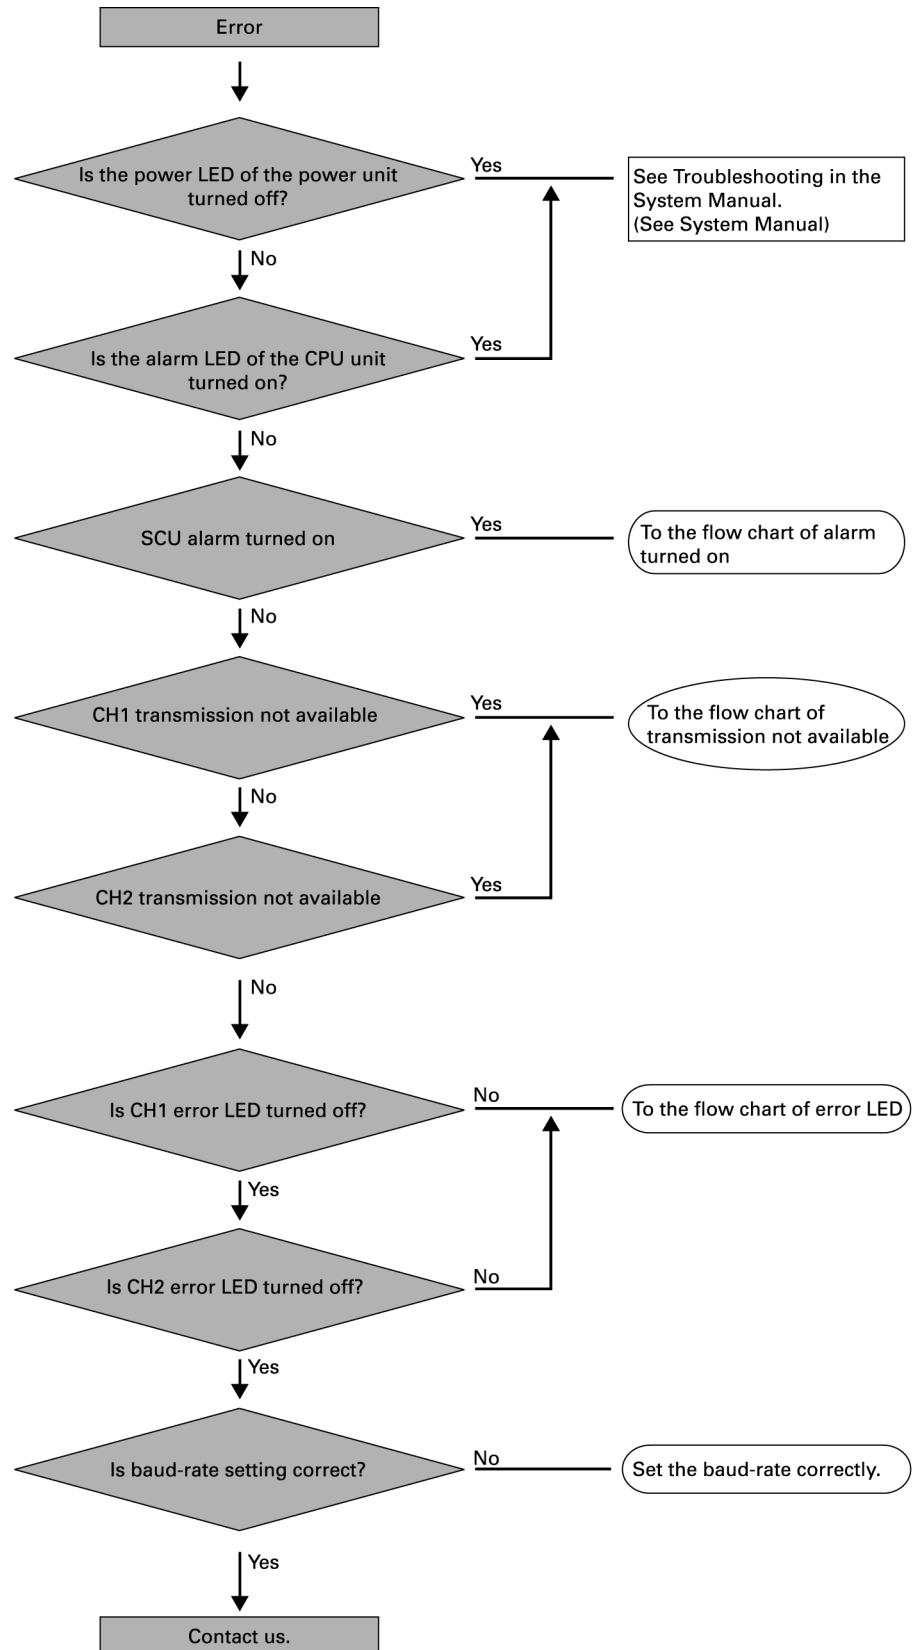 Error
Is the power LED of the power unit
turned off?
Yes
See Troubleshooting in the
System Manual.
(See System Manual)
No
Is the alarm LED of the CPU unit
turned on?
Yes
No
SCU alarm turned on
Yes
To the flow chart of alarm
turned on
No
CH1 transmission not available
Yes
To the flow chart of
transmission not available
No
CH2 transmission not available
Yes
No
Is CH1 error LED turned off?
No
To the flow chart of error LED
Yes
Is CH2 error LED turned off?
No
Yes
Is baud-rate setting correct?
No
Set the baud-rate correctly.
Yes
Contact us.